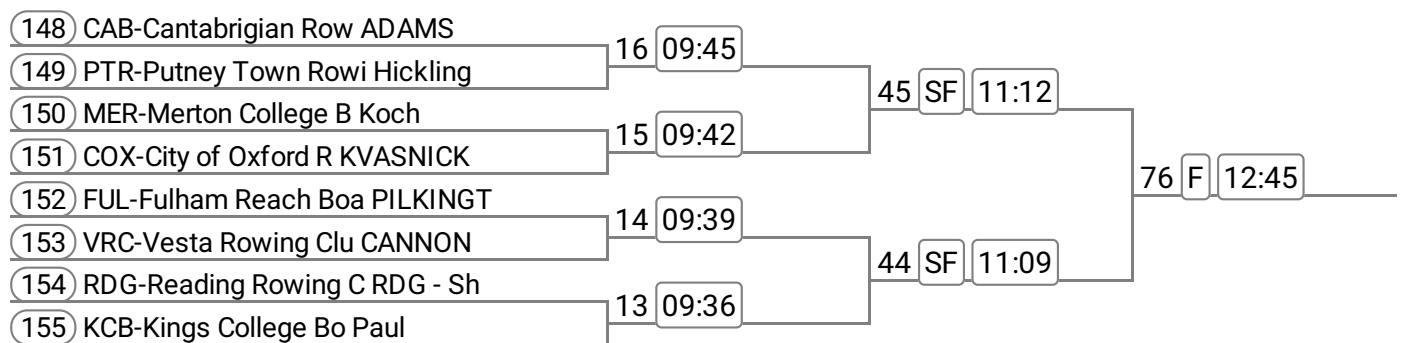 148 CAB-Cantabrigian Row ADAMS
16 09:45
149 PTR-Putney Town Rowi Hickling
45 SF 11:12
150 MER-Merton College B Koch
15 09:42
151 COX-City of Oxford R KVASNICK
76 F 12:45
152 FUL-Fulham Reach Boa PILKINGT
14 09:39
153 VRC-Vesta Rowing Clu CANNON
44 SF 11:09
154 RDG-Reading Rowing C RDG - Sh
13 09:36
155 KCB-Kings College Bo Paul